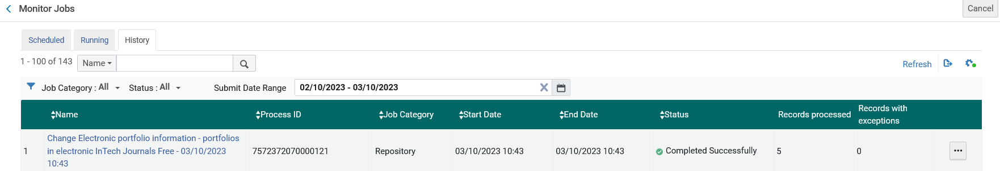 Monitor Jobs
Cancel
Scheduled Running History
1 - 100 of 143 Name
Refresh
Job Category : All Status : All Submit Date Range 02/10/2023 - 03/10/2023
Name Process ID Job Category Start Date End Date Status Records processed Records with
exceptions
Change Electronic portfolio information - portfolios
1 in electronic InTech Journals Free - 03/10/2023 7572372070000121 Repository 03/10/2023 10:43 03/10/2023 10:43 Completed Successfully 5 0
10:43